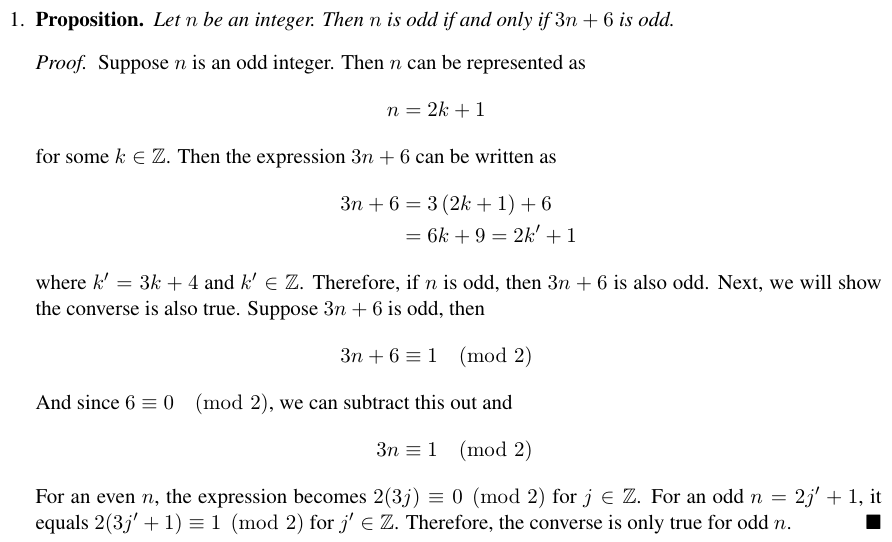 1. Proposition. Let n be an integer. Then n is odd if and only if 3n + 6 is odd.
Proof. Suppose n is an odd integer. Then n can be represented as
n = 2k + 1
for some k ∈ ℤ. Then the expression 3n + 6 can be written as
3n + 6 = 3 (2k + 1) + 6
= 6k + 9 = 2k′ + 1
where k′ = 3k + 4 and k′ ∈ ℤ. Therefore, if n is odd, then 3n + 6 is also odd. Next, we will show
the converse is also true. Suppose 3n + 6 is odd, then
3n + 6 ≡ 1 (mod 2)
And since 6 ≡ 0 (mod 2), we can subtract this out and
3n ≡ 1 (mod 2)
For an even n, the expression becomes 2(3j) ≡ 0 (mod 2) for j ∈ ℤ. For an odd n = 2j′ + 1, it
equals 2(3j′ + 1) ≡ 1 (mod 2) for j′ ∈ ℤ. Therefore, the converse is only true for odd n. ■